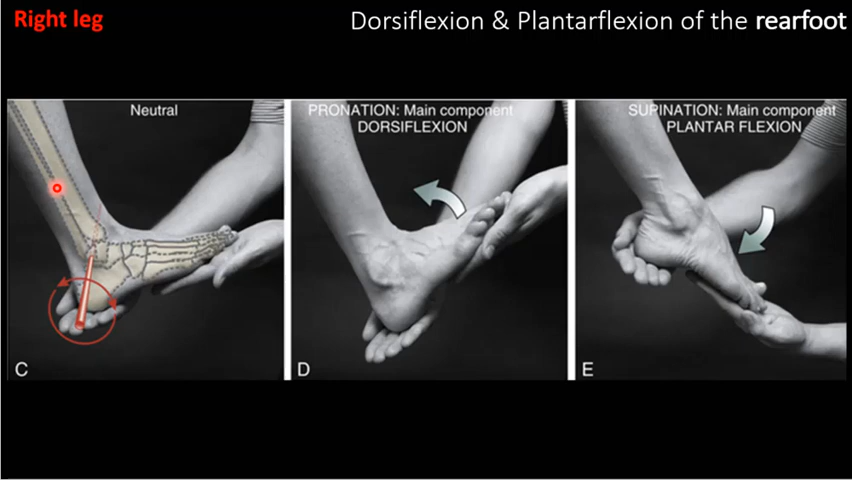 Right leg
Dorsiflexion & Plantarflexion of the rearfoot
Neutral
PRONATION: Main component
DORSIFLEXION
SUPINATION: Main component
PLANTAR FLEXION
C
D
E